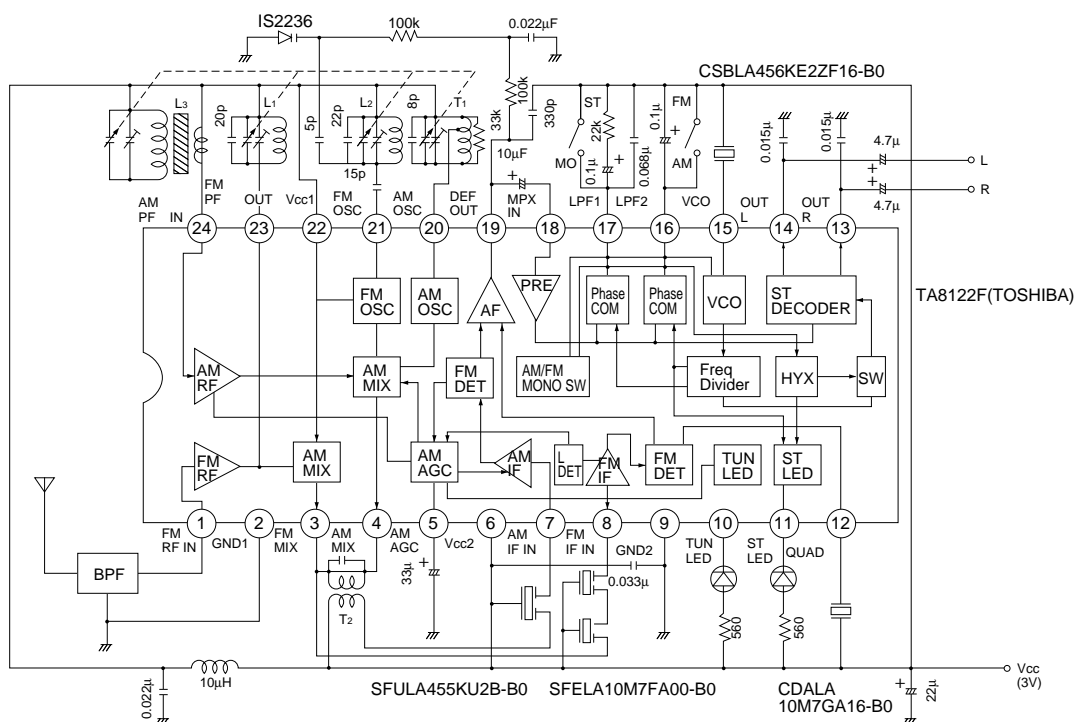 IS2236
100k
0.022μF
CSBLA456KE2ZF16-B0
L3
20p
L1
5p
22p
L2
8p
T1
33k
100k
330p
ST
22k
MO
0.1μ
0.068μ
0.1μ
FM
AM
0.015μ
0.015μ
4.7μ
L
R
4.7μ
15p
10μF
AM PF
FM PF
IN
OUT
Vcc1
FM OSC
AM OSC
DEF OUT
MPX IN
LPF1
LPF2
VCO
OUT L
OUT R
24
23
22
21
20
19
18
17
16
15
14
13
TA8122F(TOSHIBA)
FM OSC
AM OSC
AF
PRE
Phase COM
Phase COM
VCO
ST DECODER
AM RF
AM MIX
FM DET
AM/FM MONO SW
Freq Divider
HYX
SW
FM RF
AM MIX
AM AGC
AM IF
L DET
FM IF
FM DET
TUN LED
ST LED
1
2
3
4
5
6
7
8
9
10
11
12
FM RF IN
GND1
FM MIX
AM MIX
AM AGC
Vcc2
AM IF IN
FM IF IN
GND2
TUN LED
ST LED
QUAD
BPF
T2
33μ
0.033μ
560
560
0.022μ
10μH
SFULA455KU2B-B0
SFELA10M7FA00-B0
CDALA
10M7GA16-B0
22μ
Vcc
(3V)